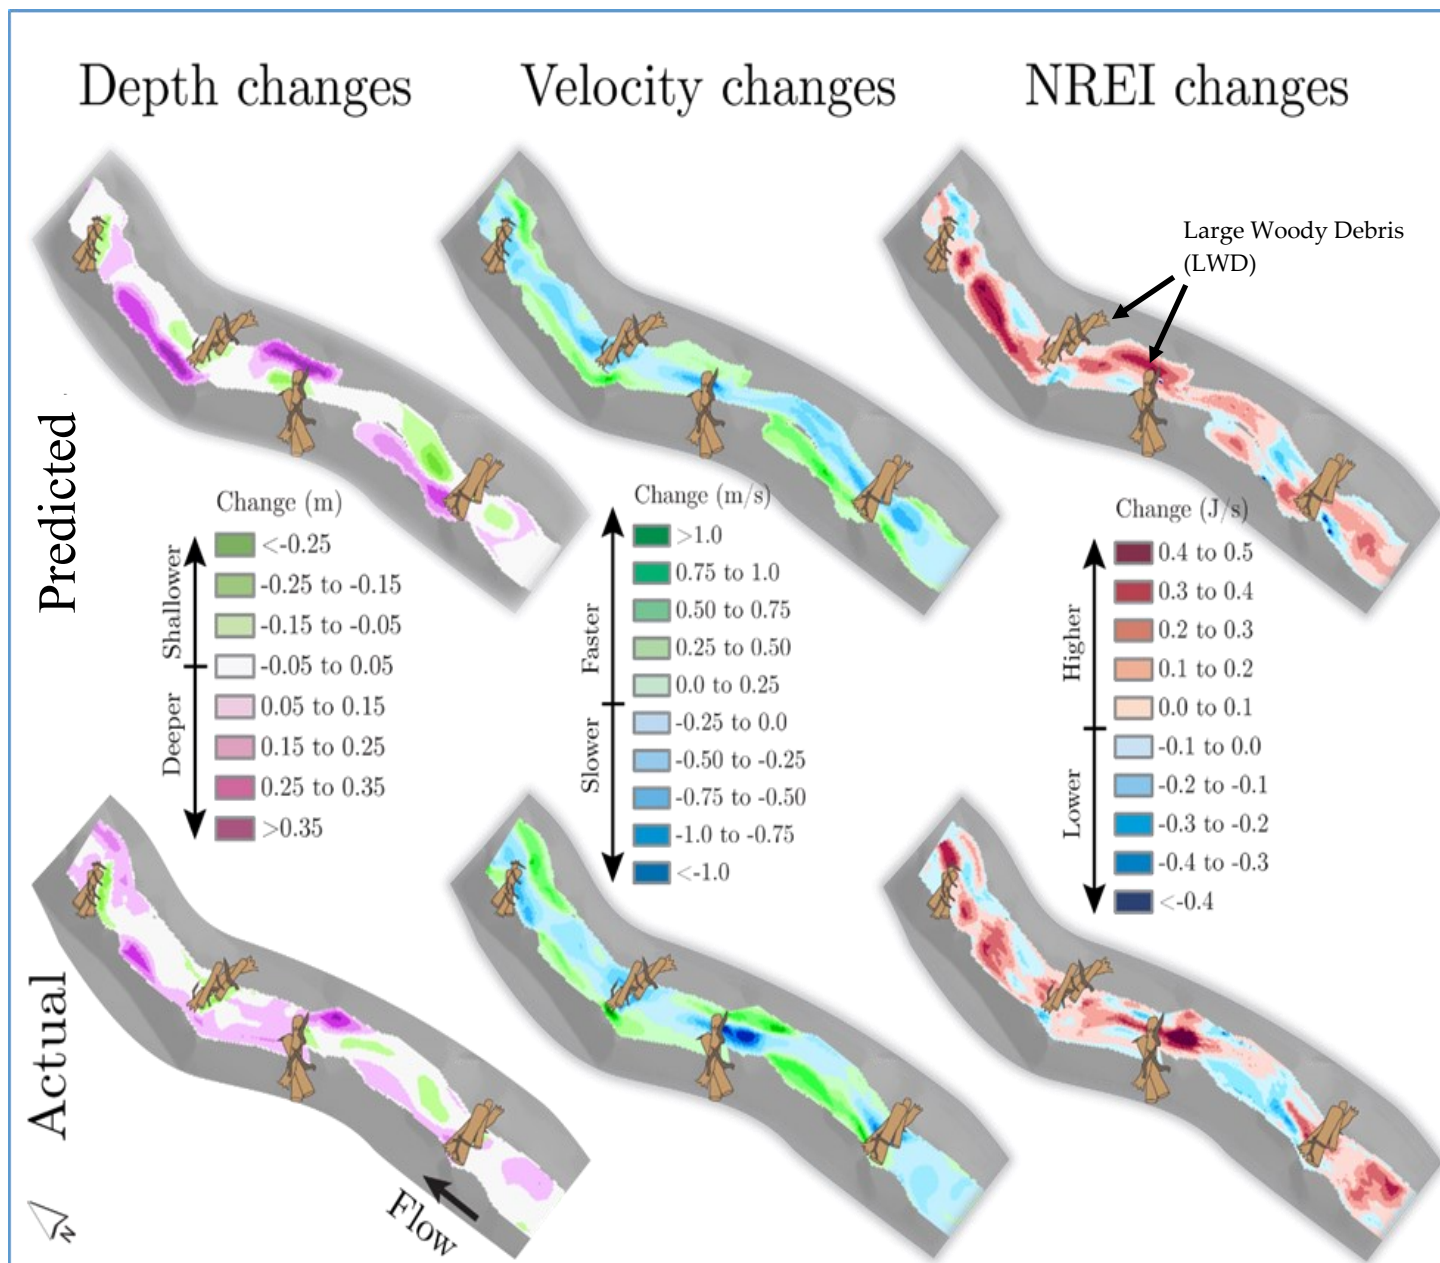 Depth changes
Velocity changes
NREI changes
Large Woody Debris
(LWD)
Predicted
Change (m)
<-0.25
-0.25 to -0.15
-0.15 to -0.05
-0.05 to 0.05
0.05 to 0.15
0.15 to 0.25
0.25 to 0.35
>0.35
Shallower
Deeper
Change (m/s)
>1.0
0.75 to 1.0
0.50 to 0.75
0.25 to 0.50
0.0 to 0.25
-0.25 to 0.0
-0.50 to -0.25
-0.75 to -0.50
-1.0 to -0.75
<-1.0
Faster
Slower
Change (J/s)
0.4 to 0.5
0.3 to 0.4
0.2 to 0.3
0.1 to 0.2
0.0 to 0.1
-0.1 to 0.0
-0.2 to -0.1
-0.3 to -0.2
-0.4 to -0.3
<-0.4
Higher
Lower
Actual
Flow
N